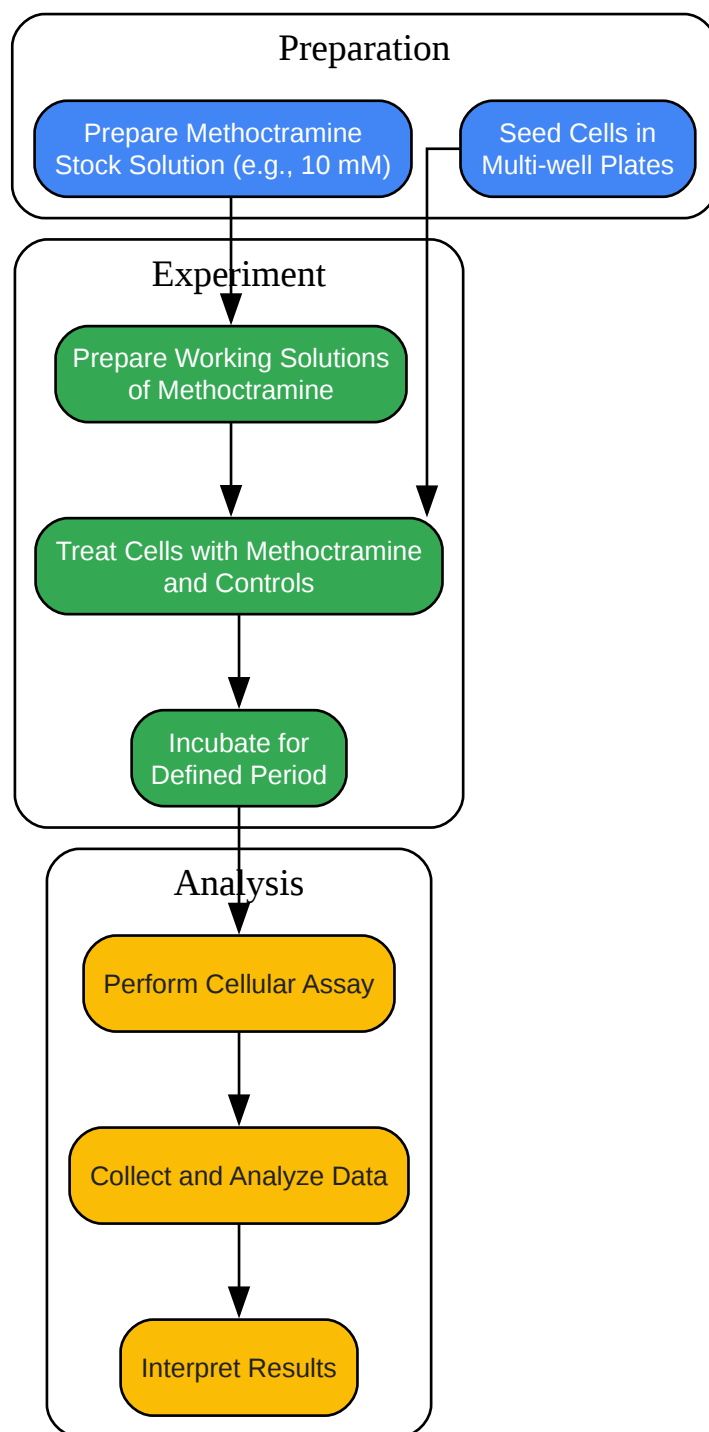 Preparation
Prepare Methoctramine
Stock Solution (e.g., 10 mM)
Seed Cells in
Multi-well Plates
Experiment
Prepare Working Solutions
of Methoctramine
Treat Cells with Methoctramine
and Controls
Incubate for
Defined Period
Analysis
Perform Cellular Assay
Collect and Analyze Data
Interpret Results